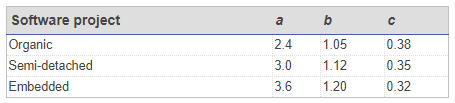 Software project a b c
Organic 2.4 1.05 0.38
Semi-detached 3.0 1.12 0.35
Embedded 3.6 1.20 0.32